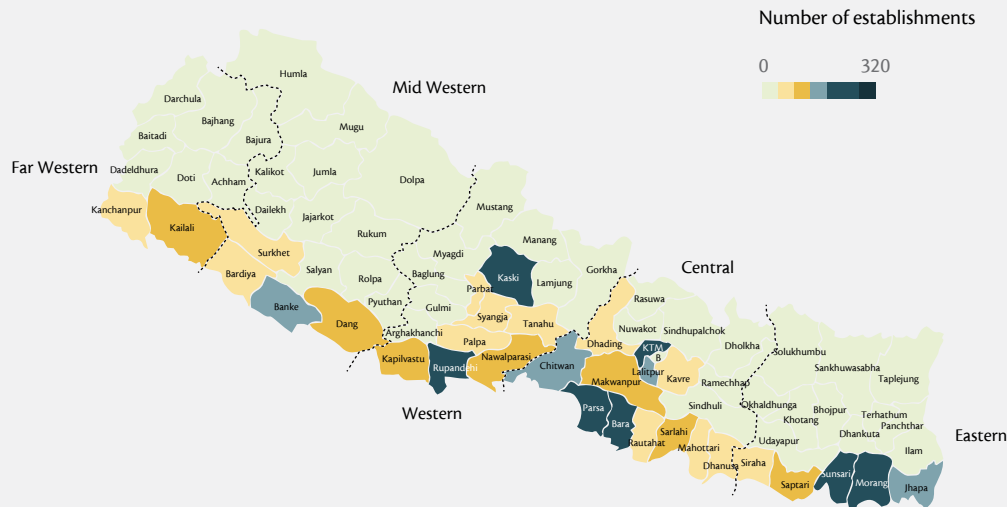 Number of establishments
0 320
Humla
Mid Western
Darchula
Bajhang
Mugu
Baitadi
Bajura
Far Western
Dadeldhura
Doti
Achham
Kalikot
Jumla
Dolpa
Kanchanpur
Kailali
Dailekh
Jajarkot
Mustang
Rukum
Manang
Surkhet
Myagdi
Central
Bardiya
Salyan
Rolpa
Baglung
Kaski
Lamjung
Gorkha
Parbat
Rasuwa
Banke
Pyuthan
Gulmi
Syangja
Tanahu
Nuwakot
Sindhupalchok
Dang
Arghakhanchi
Palpa
Dhading
KTM
B
Dholkha
Solukhumbu
Kapilvastu
Rupandehi
Nawalparasi
Chitwan
Lalitpur
Kavre
Sankhuwasabha
Makwanpur
Ramechhap
Taplejung
Western
Parsa
Bara
Sindhuli
Okhaldhunga
Khotang
Bhojpur
Terhathum
Panchthar
Rautahat
Sarlahi
Mahottari
Udayapur
Dhankuta
Eastern
Dhanusa
Siraha
Ilam
Saptari
Sunsari
Morang
Jhapa